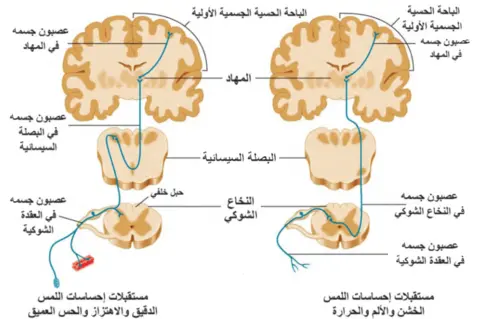 الباحة الحسية
الجسمية الأولية
عصبون جسمه
في المهاد
الباحة الحسية
الجسمية الأولية
عصبون جسمه
في المهاد
المهاد
عصبون جسمه
في البصلة
السيسائية
البصلة السيسائية
حبل خلفي
النخاع
الشوكي
عصبون جسمه
في العقدة
الشوكية
عصبون جسمه
في النخاع الشوكي
عصبون جسمه
في العقدة الشوكية
مستقبلات إحساسات اللمس
الخشن والألم والحرارة
مستقبلات إحساسات اللمس
الدقيق والاهتزاز والحس العميق